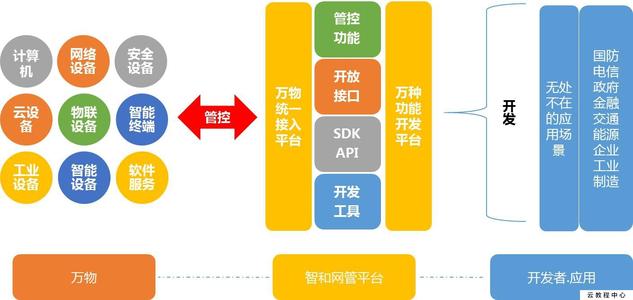 计算
机
网络
设备
安全
设备
云设
备
物联
设备
智能
终端
工业
设备
智能
设备
软件
服务
管控
万物
统一
接入
平台
管控
功能
开放
接口
SDK
API
开发
工具
万种
功能
开发
平台
开发
无处
不在
的应
用场
景
国防
电信
政府
金融
交通
能源
企业
工业
制造
万物
智和网管平台
开发者.应用
云教程中心